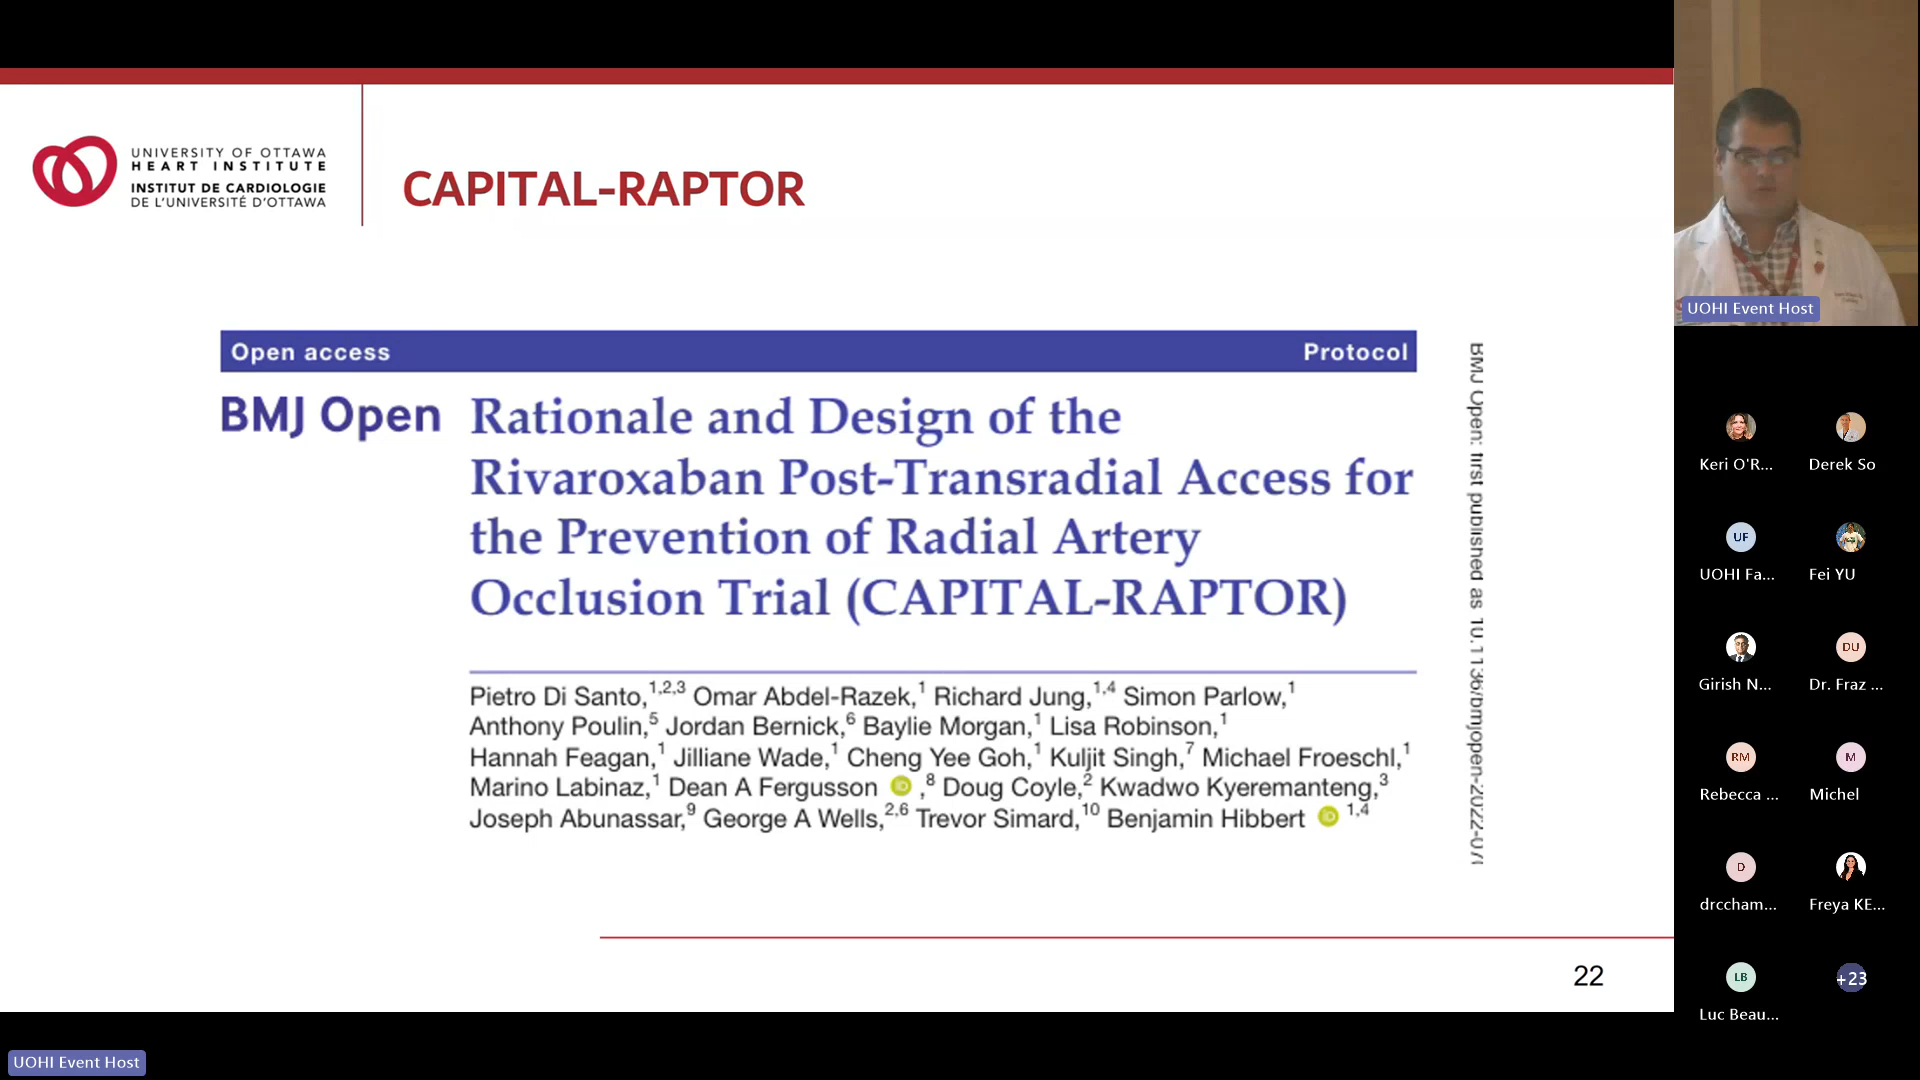 UNIVERSITY OF OTTAWA
HEART INSTITUTE
INSTITUT DE CARDIOLOGIE
DE L'UNIVERSITÉ D'OTTAWA
CAPITAL-RAPTOR
Open access
Protocol
BMJ Open
Rationale and Design of the
Rivaroxaban Post-Transradial Access for
the Prevention of Radial Artery
Occlusion Trial (CAPITAL-RAPTOR)
Pietro Di Santo,1,2,3 Omar Abdel-Razek,1 Richard Jung,1,4 Simon Parlow,1
Anthony Poulin,5 Jordan Bernick,6 Baylie Morgan,1 Lisa Robinson,1
Hannah Feagan,1 Jilliane Wade,1 Cheng Yee Goh,1 Kuljit Singh,7 Michael Froeschl,1
Marino Labinaz,1 Dean A Fergusson iD ,8 Doug Coyle,2 Kwadwo Kyeremanteng,3
Joseph Abunassar,9 George A Wells,2,6 Trevor Simard,10 Benjamin Hibbert iD 1,4
BMJ Open: first published as 10.1136/bmjopen-2022-07
22
UOHI Event Host
Keri O'R...
Derek So
UF
UOHI Fa...
Fei YU
Girish N...
DU
Dr. Fraz ...
RM
Rebecca ...
M
Michel
D
drccham...
Freya KE...
LB
Luc Beau...
+23
UOHI Event Host